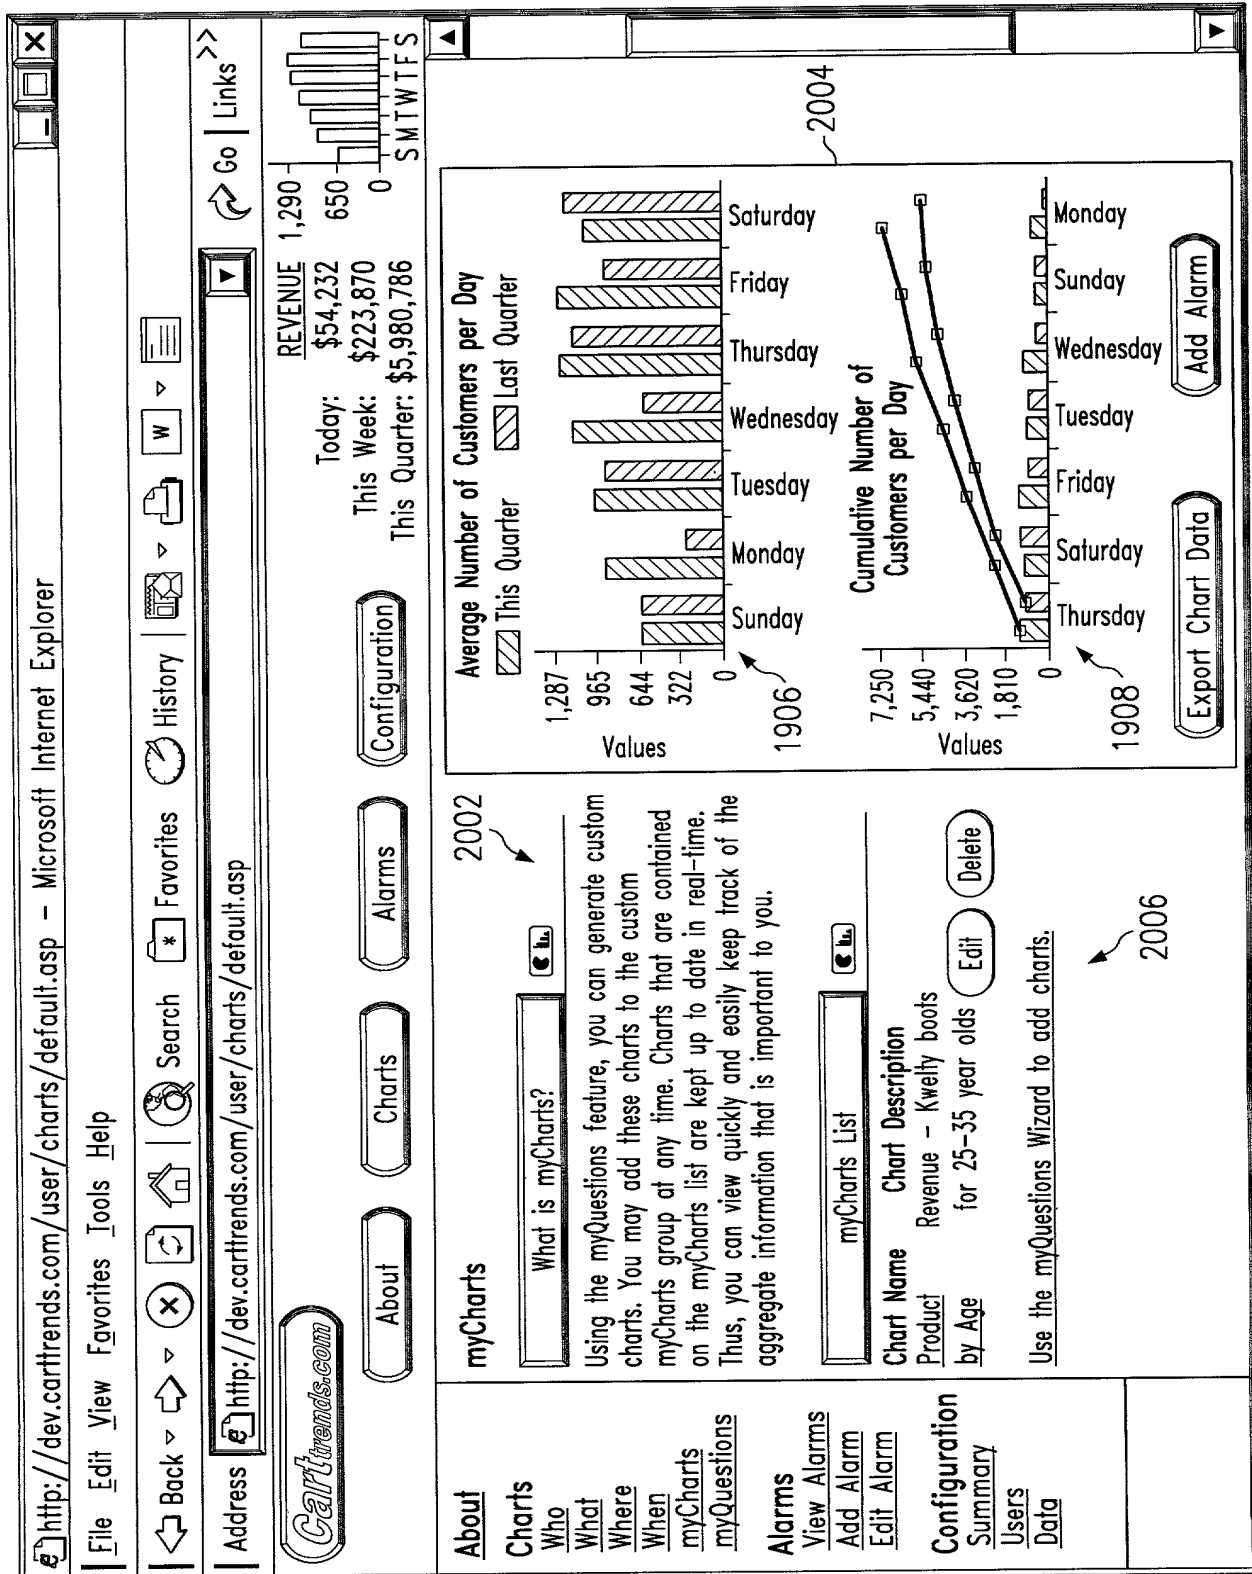 http://dev.carttrends.com/user/charts/default.asp – Microsoft Internet Explorer
File Edit View Favorites Tools Help
Back Search Favorites History W
Address http://dev.carttrends.com/user/charts/default.asp Go Links >>
Carttrends.com
REVENUE
Today: $54,232
This Week: $223,870
This Quarter: $5,980,786
1,290
650
0
S M T W T F S
About Charts Alarms Configuration
About
Charts
Who
What
Where
When
myCharts
myQuestions
Alarms
View Alarms
Add Alarm
Edit Alarm
Configuration
Summary
Users
Data
myCharts
2002
What is myCharts?
Using the myQuestions feature, you can generate custom
charts. You may add these charts to the custom
myCharts group at any time. Charts that are contained
on the myCharts list are kept up to date in real-time.
Thus, you can view quickly and easily keep track of the
aggregate information that is important to you.
myCharts List
Chart Name Chart Description
Product Revenue – Kwelty boots
by Age for 25-35 year olds Edit Delete
Use the myQuestions Wizard to add charts.
2006
2004
Average Number of Customers per Day
This Quarter Last Quarter
Values
1,287
965
644
322
0
Sunday Monday Tuesday Wednesday Thursday Friday Saturday
1906
Cumulative Number of
Customers per Day
Values
7,250
5,440
3,620
1,810
0
Thursday Saturday Friday Tuesday Wednesday Sunday Monday
1908
Export Chart Data Add Alarm